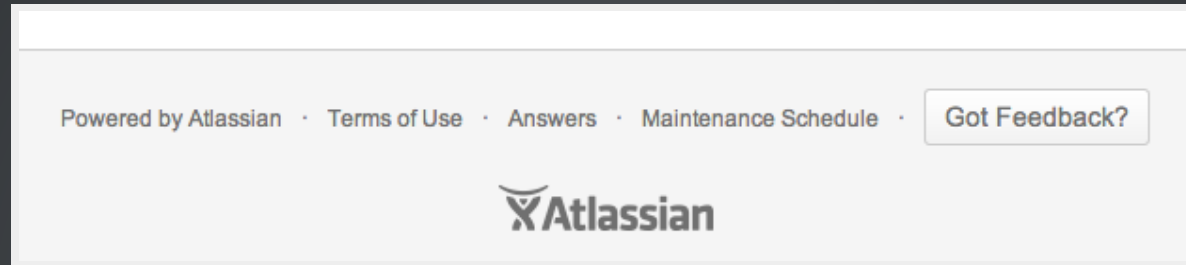 Powered by Atlassian · Terms of Use · Answers · Maintenance Schedule · Got Feedback?
Atlassian